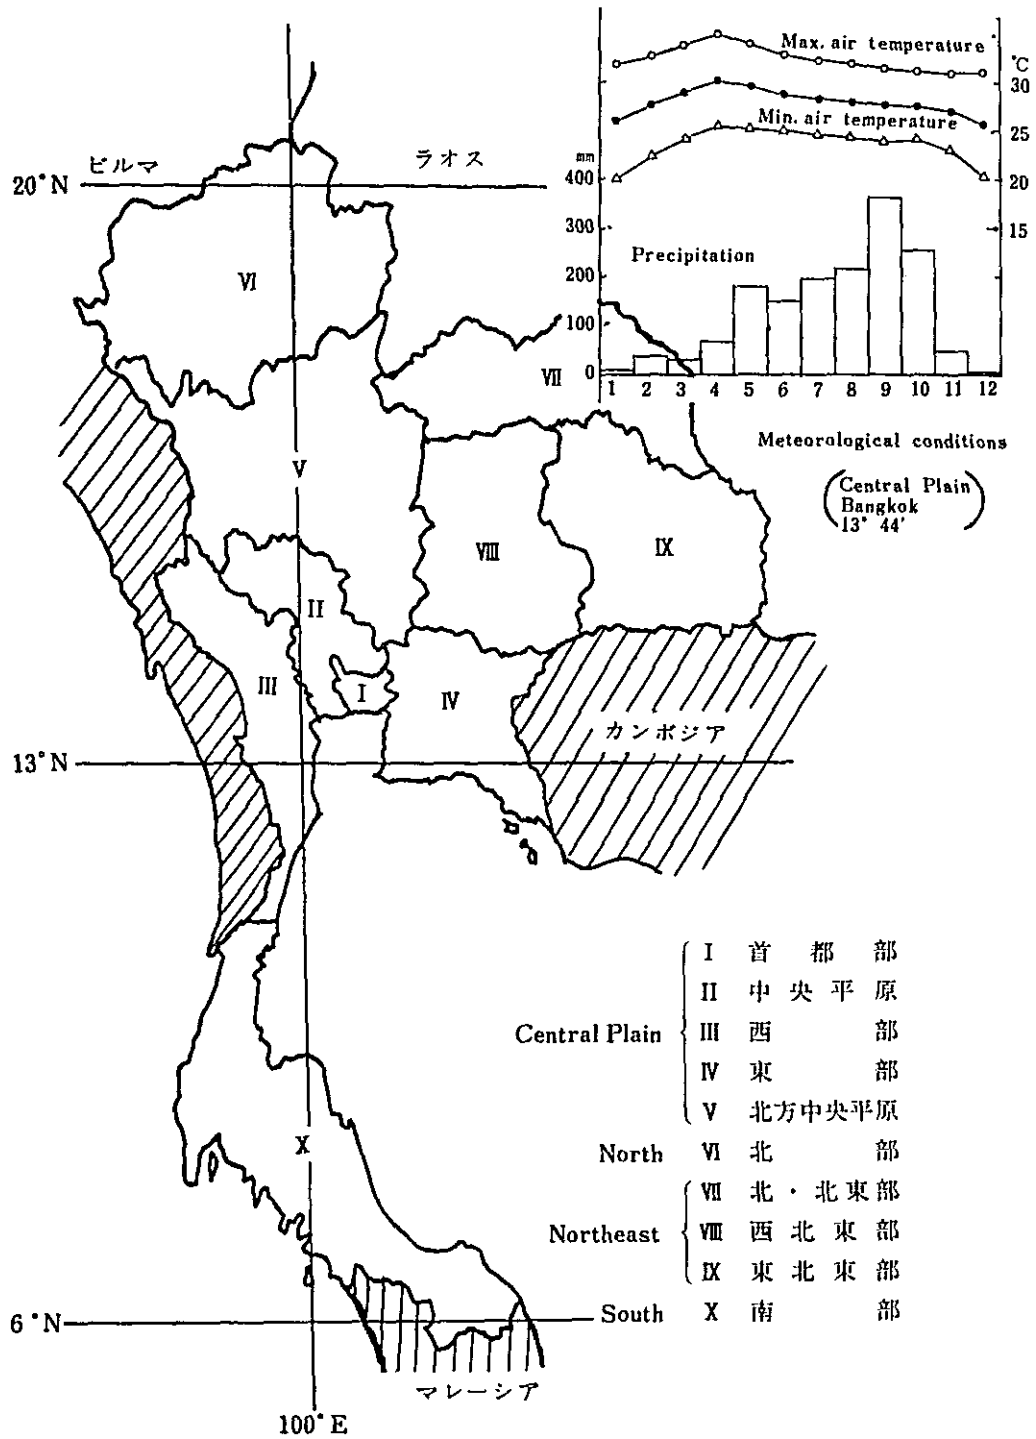 Max. air temperature
°C
30
Min. air temperature
25
mm
ビルマ
ラオス
20°N
400
20
300
15
Precipitation
VI
200
100
VII
0
1 2 3 4 5 6 7 8 9 10 11 12
Meteorological conditions
V
Central Plain
Bangkok
13° 44'
VIII
IX
II
III
I
IV
カンボジア
13°N
I 首都部
II 中央平原
Central Plain
III 西部
IV 東部
V 北方中央平原
X
North VI 北部
VII 北・北東部
Northeast VIII 西北東部
IX 東北東部
South X 南部
6°N
マレーシア
100°E